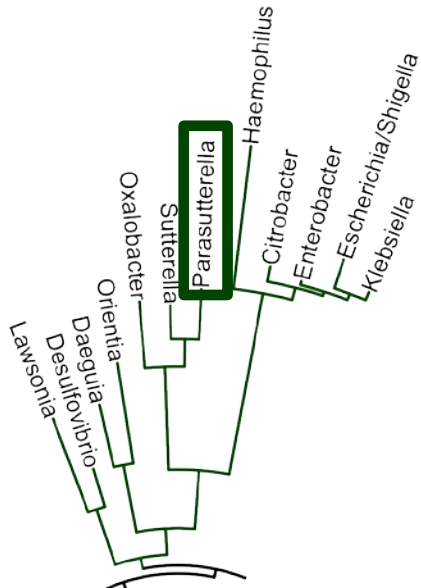 Lawsonia
Desulfovibrio
Daeguia
Orientia
Oxalobacter
Sutterella
Parasutterella
Haemophilus
Citrobacter
Enterobacter
Escherichia/Shigella
Klebsiella